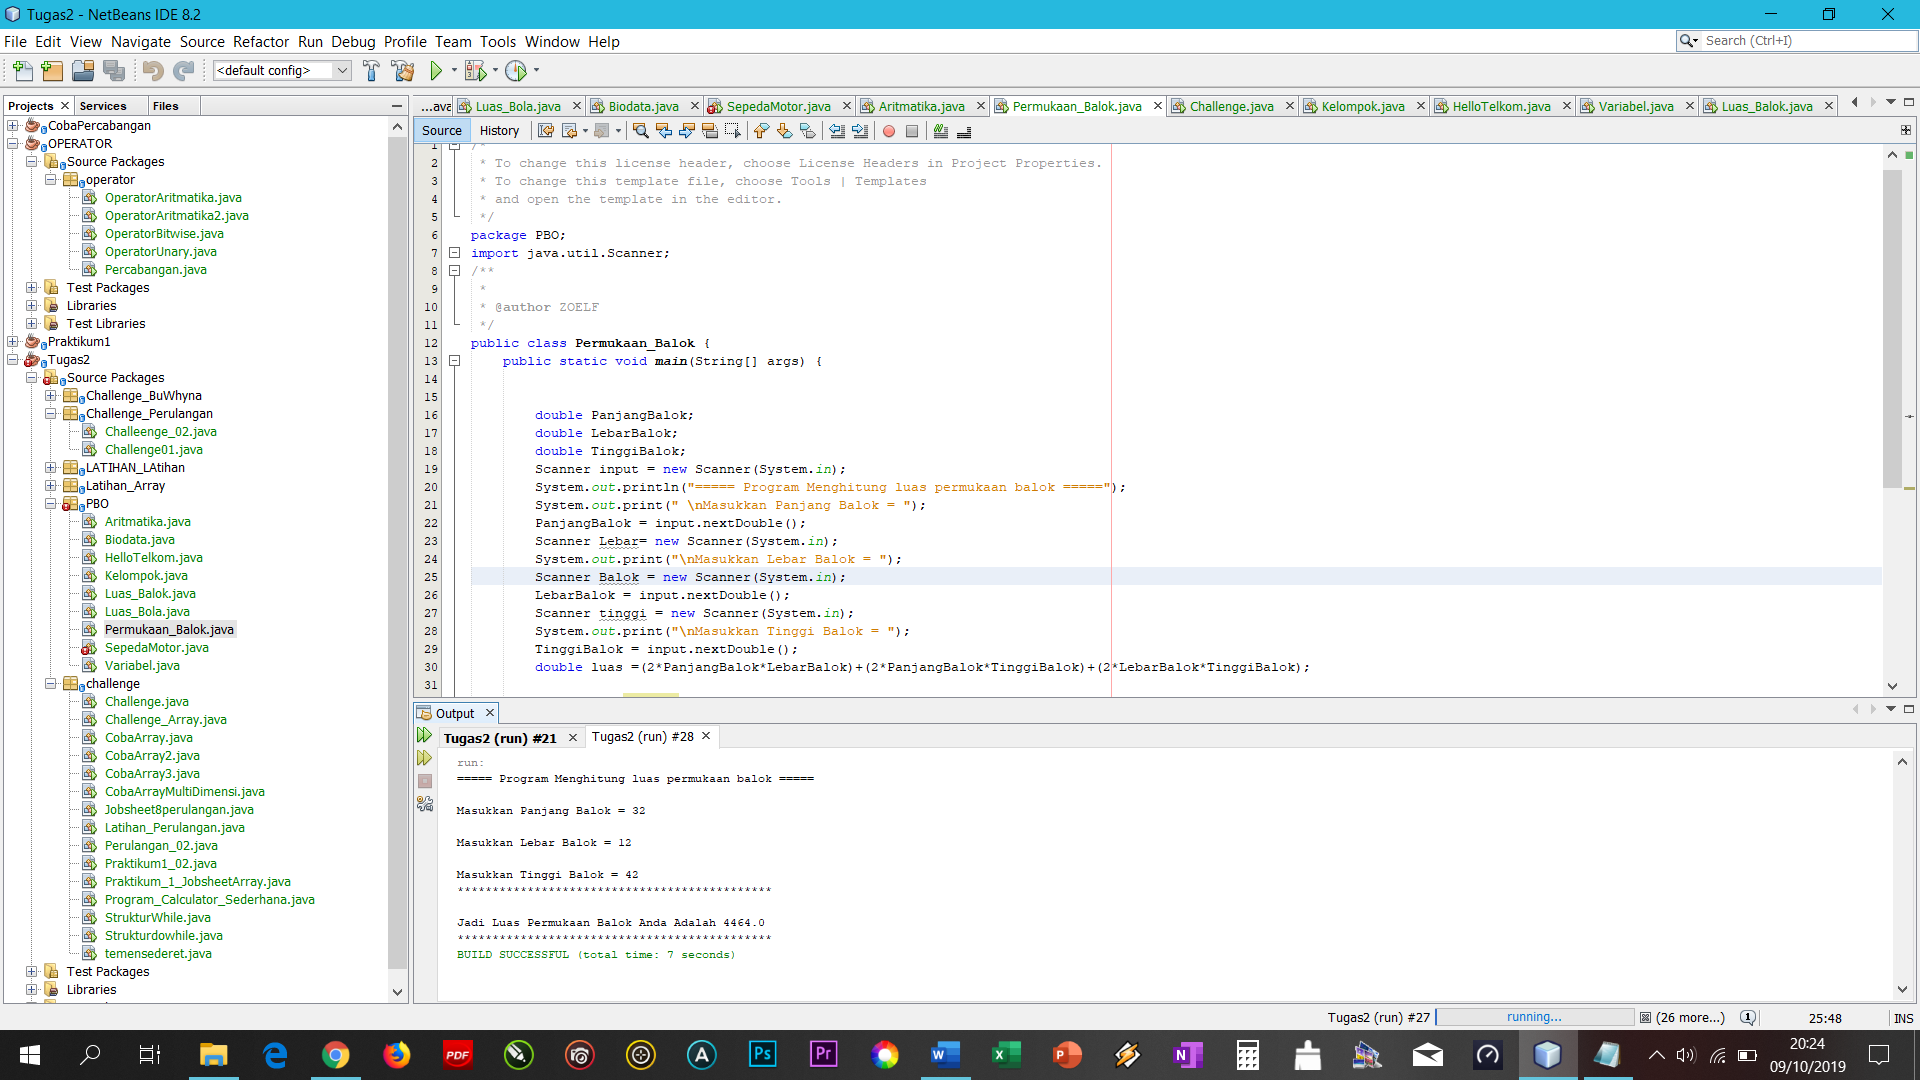 Tugas2 - NetBeans IDE 8.2
File Edit View Navigate Source Refactor Run Debug Profile Team Tools Window Help
Search (Ctrl+I)
<default config>
Projects Services Files
CobaPercabangan
OPERATOR
Source Packages
operator
OperatorAritmatika.java
OperatorAritmatika2.java
OperatorBitwise.java
OperatorUnary.java
Percabangan.java
Test Packages
Libraries
Test Libraries
Praktikum1
Tugas2
Source Packages
Challenge_BuWhyna
Challenge_Perulangan
Challeenge_02.java
Challenge01.java
LATIHAN_LAtihan
Latihan_Array
PBO
Aritmatika.java
Biodata.java
HelloTelkom.java
Kelompok.java
Luas_Balok.java
Luas_Bola.java
Permukaan_Balok.java
SepedaMotor.java
Variabel.java
challenge
Challenge.java
Challenge_Array.java
CobaArray.java
CobaArray2.java
CobaArray3.java
CobaArrayMultiDimensi.java
Jobsheet8perulangan.java
Latihan_Perulangan.java
Perulangan_02.java
Praktikum1_02.java
Praktikum_1_JobsheetArray.java
Program_Calculator_Sederhana.java
StrukturWhile.java
Strukturdowhile.java
temensederet.java
Test Packages
Libraries
...ava Luas_Bola.java Biodata.java SepedaMotor.java Aritmatika.java Permukaan_Balok.java Challenge.java Kelompok.java HelloTelkom.java Variabel.java Luas_Balok.java
Source History
1 /*
2 * To change this license header, choose License Headers in Project Properties.
3 * To change this template file, choose Tools | Templates
4 * and open the template in the editor.
5 */
6 package PBO;
7 import java.util.Scanner;
8 /**
9 *
10 * @author ZOELF
11 */
12 public class Permukaan_Balok {
13 public static void main(String[] args) {
14
15
16 double PanjangBalok;
17 double LebarBalok;
18 double TinggiBalok;
19 Scanner input = new Scanner(System.in);
20 System.out.println("===== Program Menghitung luas permukaan balok =====");
21 System.out.print(" \nMasukkan Panjang Balok = ");
22 PanjangBalok = input.nextDouble();
23 Scanner Lebar= new Scanner(System.in);
24 System.out.print("\nMasukkan Lebar Balok = ");
25 Scanner Balok = new Scanner(System.in);
26 LebarBalok = input.nextDouble();
27 Scanner tinggi = new Scanner(System.in);
28 System.out.print("\nMasukkan Tinggi Balok = ");
29 TinggiBalok = input.nextDouble();
30 double luas =(2*PanjangBalok*LebarBalok)+(2*PanjangBalok*TinggiBalok)+(2*LebarBalok*TinggiBalok);
31
Output
Tugas2 (run) #21 Tugas2 (run) #28
run:
===== Program Menghitung luas permukaan balok =====
Masukkan Panjang Balok = 32
Masukkan Lebar Balok = 12
Masukkan Tinggi Balok = 42
*********************************************
Jadi Luas Permukaan Balok Anda Adalah 4464.0
*********************************************
BUILD SUCCESSFUL (total time: 7 seconds)
Tugas2 (run) #27 running... (26 more...) 1 25:48 INS
PDF A Ps Pr W X P N
20:24
09/10/2019